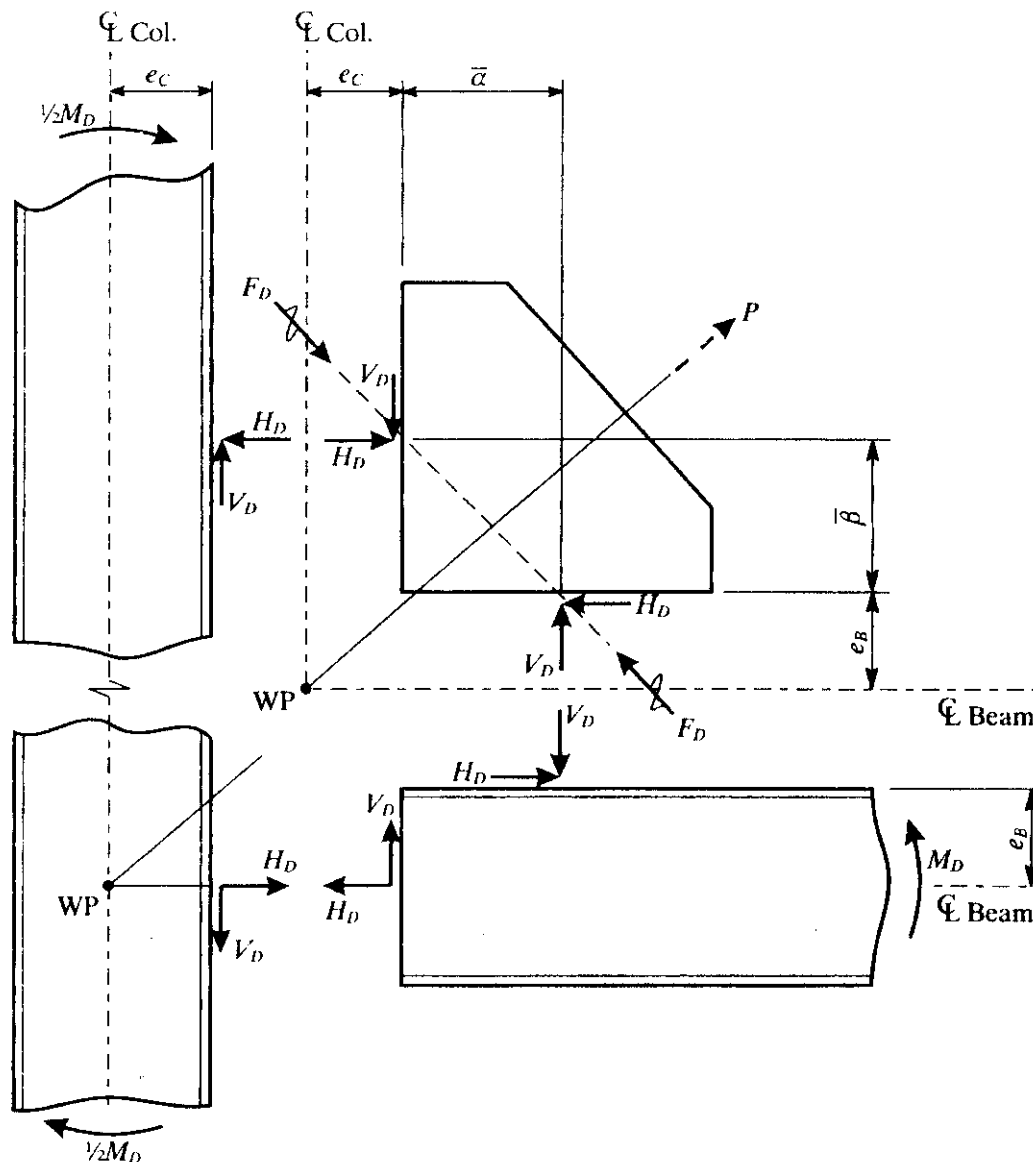 ℄ Col.
℄ Col.
e_C
e_C
ᾱ
½M_D
F_D
P
V_D
H_D
H_D
V_D
β̄
H_D
V_D
e_B
WP
F_D
℄ Beam
V_D
H_D
V_D
e_B
M_D
H_D
WP
H_D
℄ Beam
V_D
½M_D